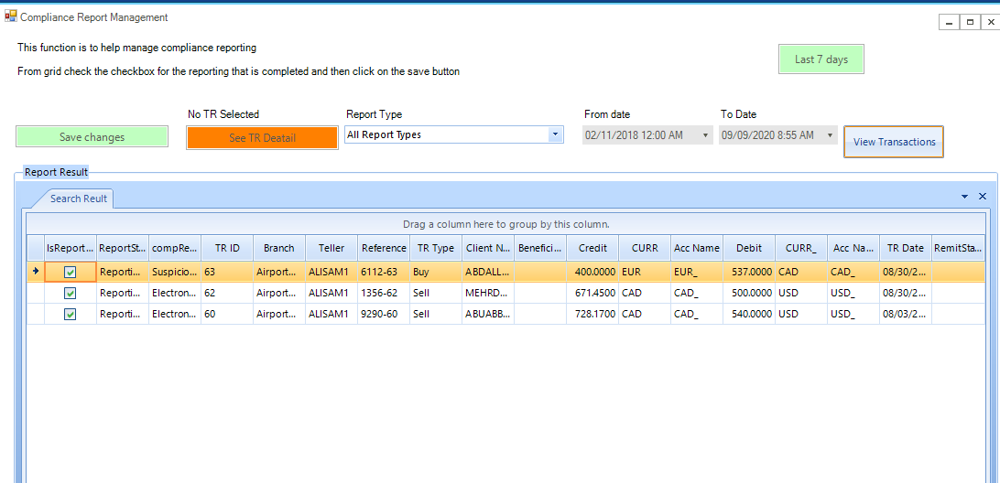 Compliance Report Management
This function is to help manage compliance reporting
From grid check the checkbox for the reporting that is completed and then click on the save button
Last 7 days
No TR Selected Report Type From date To Date
Save changes See TR Deatail All Report Types 02/11/2018 12:00 AM 09/09/2020 8:55 AM View Transactions
Report Result
Search Reult
Drag a column here to group by this column.
IsReport... ReportSt... compRe... TR ID Branch Teller Reference TR Type Client N... Benefici... Credit CURR Acc Name Debit CURR_ Acc Na... TR Date RemitSta...
Reporti... Suspicio... 63 Airport... ALISAM1 6112-63 Buy ABDALL... 400.0000 EUR EUR_ 537.0000 CAD CAD_ 08/30/2...
Reporti... Electron... 62 Airport... ALISAM1 1356-62 Sell MEHRD... 671.4500 CAD CAD_ 500.0000 USD USD_ 08/30/2...
Reporti... Electron... 60 Airport... ALISAM1 9290-60 Sell ABUABB... 728.1700 CAD CAD_ 540.0000 USD USD_ 08/03/2...